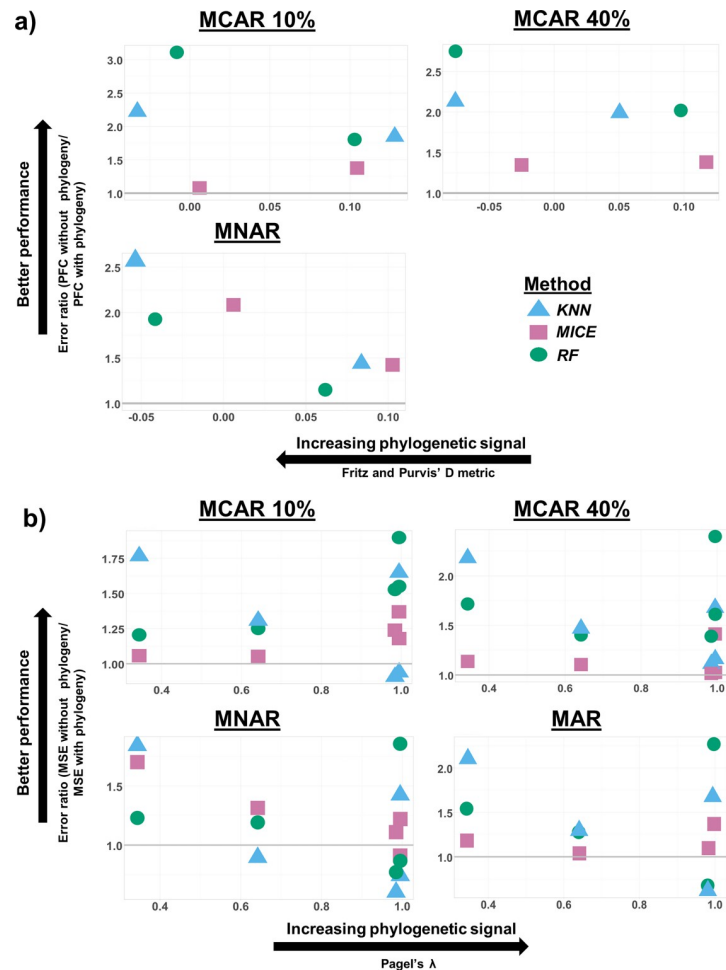 a)
MCAR 10%
MCAR 40%
3.0
2.5
2.0
1.5
1.0
0.00
0.10
2.5
2.0
1.5
1.0
-0.05
0.00
0.05
0.10
Better performance
Error ratio (PFC without phylogeny/
PFC with phylogeny)
MNAR
2.5
2.0
1.5
1.0
-0.05
0.00
0.05
0.10
Method
KNN
MICE
RF
Increasing phylogenetic signal
Fritz and Purvis' D metric
b)
MCAR 10%
MCAR 40%
1.75
1.50
1.25
1.00
0.4
0.6
0.8
1.0
2.0
1.5
1.0
0.4
0.6
0.8
1.0
Better performance
Error ratio (MSE without phylogeny/
MSE with phylogeny)
MNAR
MAR
1.5
1.0
0.4
0.6
0.8
1.0
2.0
1.5
1.0
0.4
0.6
0.8
1.0
Increasing phylogenetic signal
Pagel's λ